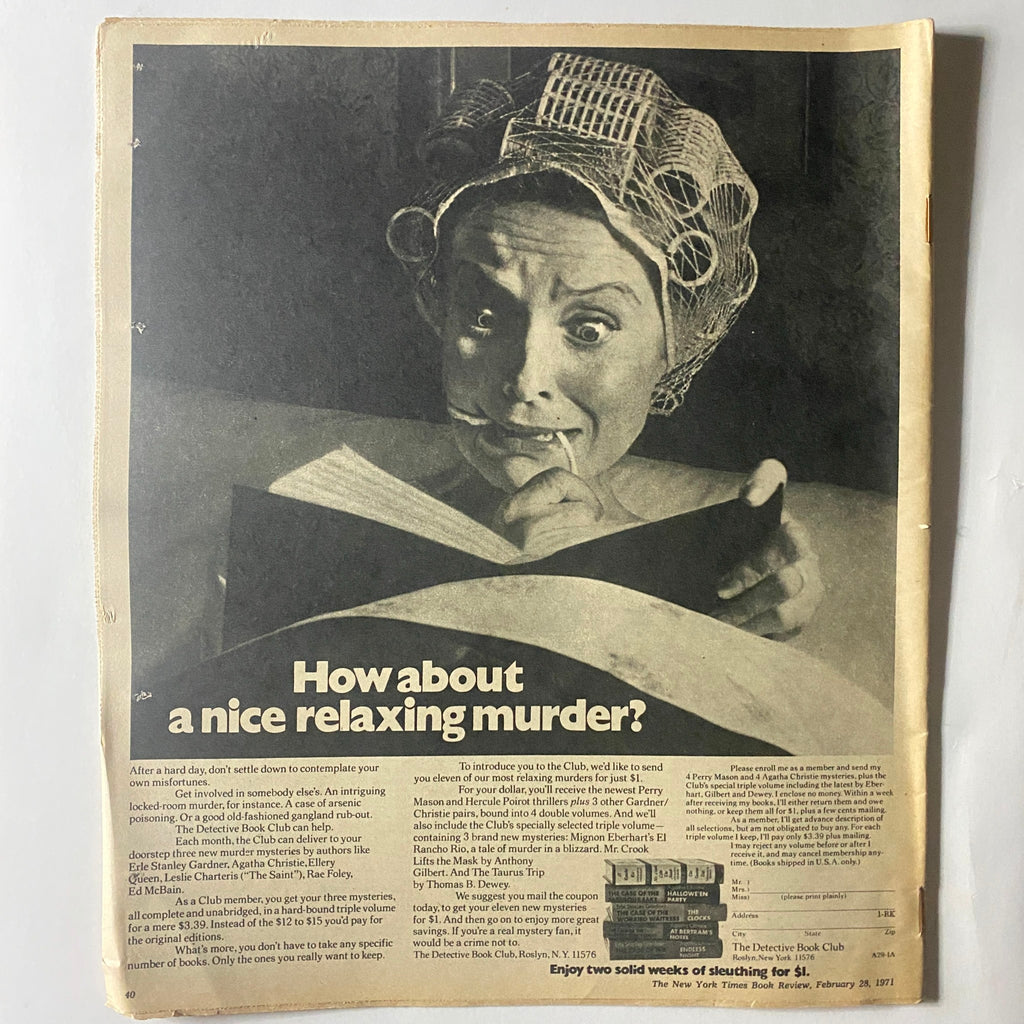 How about
a nice relaxing murder?
After a hard day, don't settle down to contemplate your
own misfortunes.
Get involved in somebody else's. An intriguing
locked-room murder, for instance. A case of arsenic
poisoning. Or a good old-fashioned gangland rub-out.
The Detective Book Club can help.
Each month, the Club can deliver to your
doorstep three new murder mysteries by authors like
Erle Stanley Gardner, Agatha Christie, Ellery
Queen, Leslie Charteris ("The Saint"), Rae Foley,
Ed McBain.
As a Club member, you get your three mysteries,
all complete and unabridged, in a hard-bound triple volume
for a mere $3.39. Instead of the $12 to $15 you'd pay for
the original editions.
What's more, you don't have to take any specific
number of books. Only the ones you really want to keep.
To introduce you to the Club, we'd like to send
you eleven of our most relaxing murders for just $1.
For your dollar, you'll receive the newest Perry
Mason and Hercule Poirot thrillers plus 3 other Gardner/
Christie pairs, bound into 4 double volumes. And we'll
also include the Club's specially selected triple volume—
containing 3 brand new mysteries: Mignon Eberhart's El
Rancho Rio, a tale of murder in a blizzard. Mr. Crook
Lifts the Mask by Anthony
Gilbert. And The Taurus Trip
by Thomas B. Dewey.
We suggest you mail the coupon
today, to get your eleven new mysteries
for $1. And then go on to enjoy more great
savings. If you're a real mystery fan, it
would be a crime not to.
The Detective Book Club, Roslyn, N.Y. 11576
Please enroll me as a member and send my
4 Perry Mason and 4 Agatha Christie mysteries, plus the
Club's special triple volume including the latest by Eber-
hart, Gilbert and Dewey. I enclose no money. Within a week
after receiving my books, I'll either return them and owe
nothing, or keep them all for $1, plus a few cents mailing.
As a member, I'll get advance description of
all selections, but am not obligated to buy any. For each
triple volume I keep, I'll pay only $3.39 plus mailing.
I may reject any volume before or after I
receive it, and may cancel membership any-
time. (Books shipped in U.S.A. only.)
HALLOWE'EN
PARTY
THE CASE OF THE
THE
CLOCKS
AT BERTRAM'S
HOTEL
ENDLESS
NIGHT
Mr.
Mrs.
Miss (please print plainly)
Address 1-RK
City State Zip
The Detective Book Club
Roslyn, New York 11576 A29-1A
Enjoy two solid weeks of sleuthing for $1.
40
The New York Times Book Review, February 28, 1971